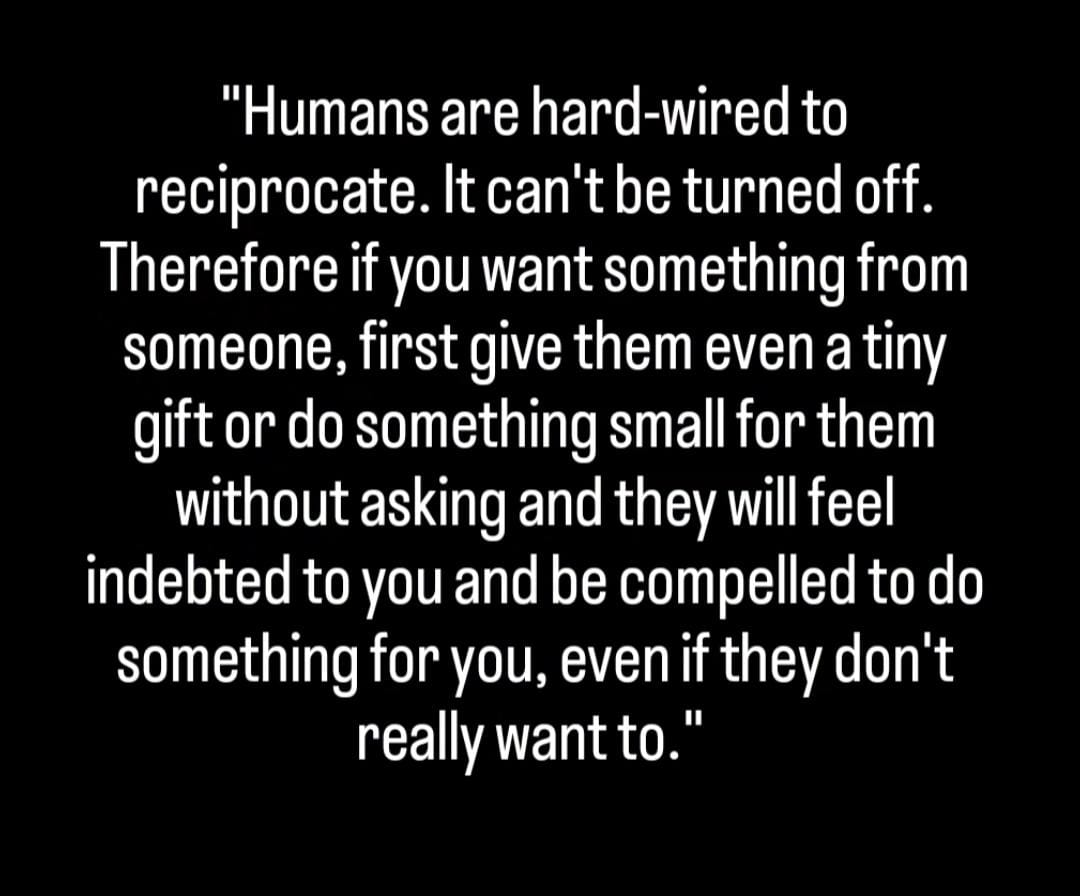 "Humans are hard-wired to
reciprocate. It can't be turned off.
Therefore if you want something from
someone, first give them even a tiny
gift or do something small for them
without asking and they will feel
indebted to you and be compelled to do
something for you, even if they don't
really want to."